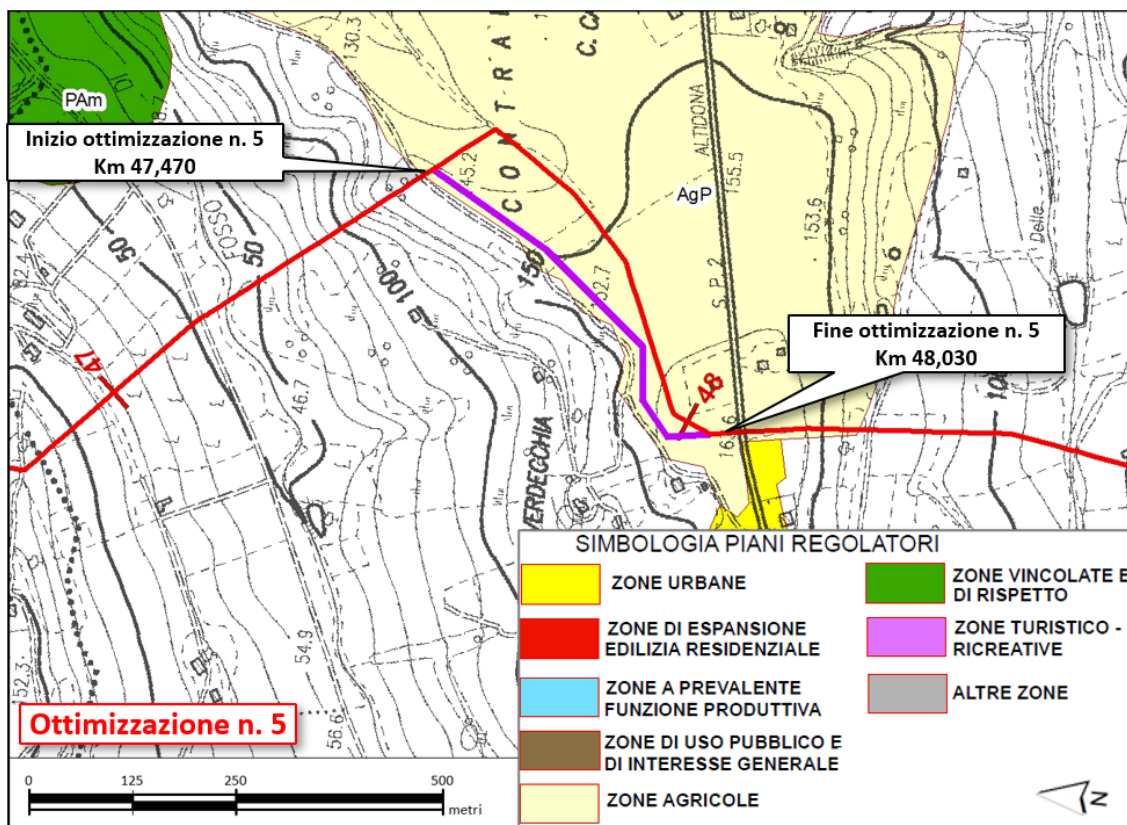 130.3
CONTRA
C.C
PAm
Inizio ottimizzazione n. 5
Km 47,470
45.2
ALTIDONA
155.5
AgP
FOSSO
50
50
82.4
100
150
152.7
153.6
S.P.2
Delle
Fine ottimizzazione n. 5
Km 48,030
47
48
46.7
VERDECCHIA
SIMBOLOGIA PIANI REGOLATORI
ZONE URBANE
ZONE DI ESPANSIONE
EDILIZIA RESIDENZIALE
ZONE A PREVALENTE
FUNZIONE PRODUTTIVA
ZONE DI USO PUBBLICO E
DI INTERESSE GENERALE
ZONE AGRICOLE
ZONE VINCOLATE E
DI RISPETTO
ZONE TURISTICO -
RICREATIVE
ALTRE ZONE
54.9
52.3
56.6
Ottimizzazione n. 5
0 125 250 500
metri
N